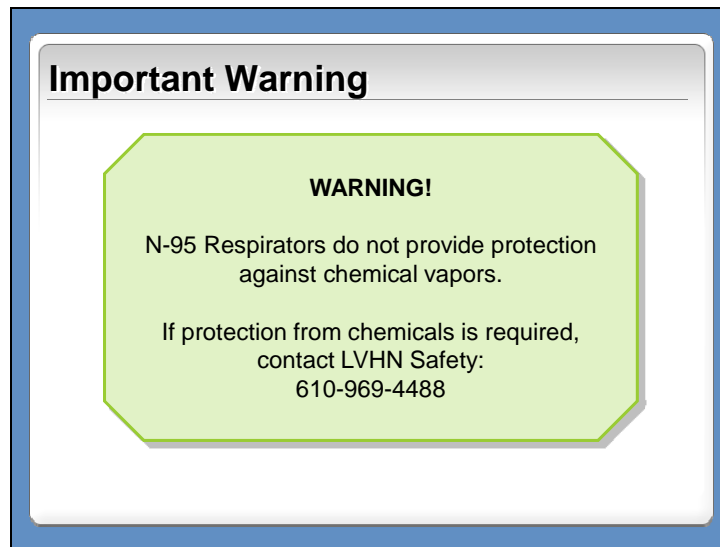 Important Warning
WARNING!
N-95 Respirators do not provide protection
against chemical vapors.
If protection from chemicals is required,
contact LVHN Safety:
610-969-4488